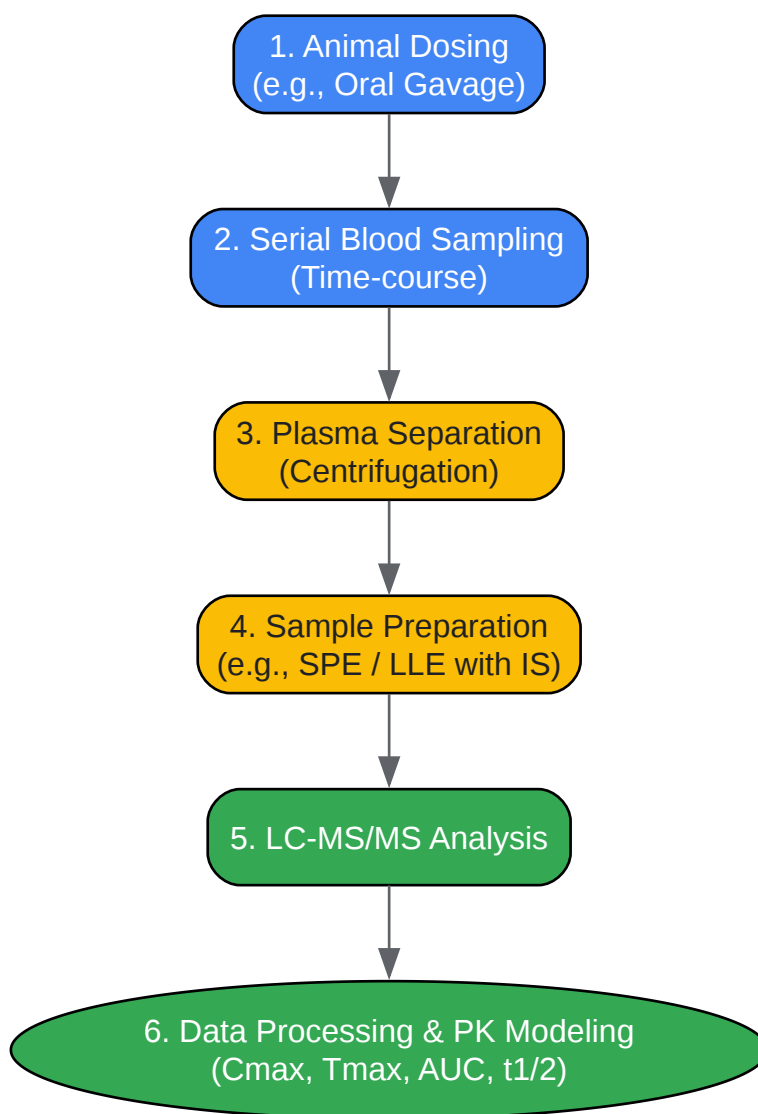 1. Animal Dosing
(e.g., Oral Gavage)
2. Serial Blood Sampling
(Time-course)
3. Plasma Separation
(Centrifugation)
4. Sample Preparation
(e.g., SPE / LLE with IS)
5. LC-MS/MS Analysis
6. Data Processing & PK Modeling
(Cmax, Tmax, AUC, t1/2)